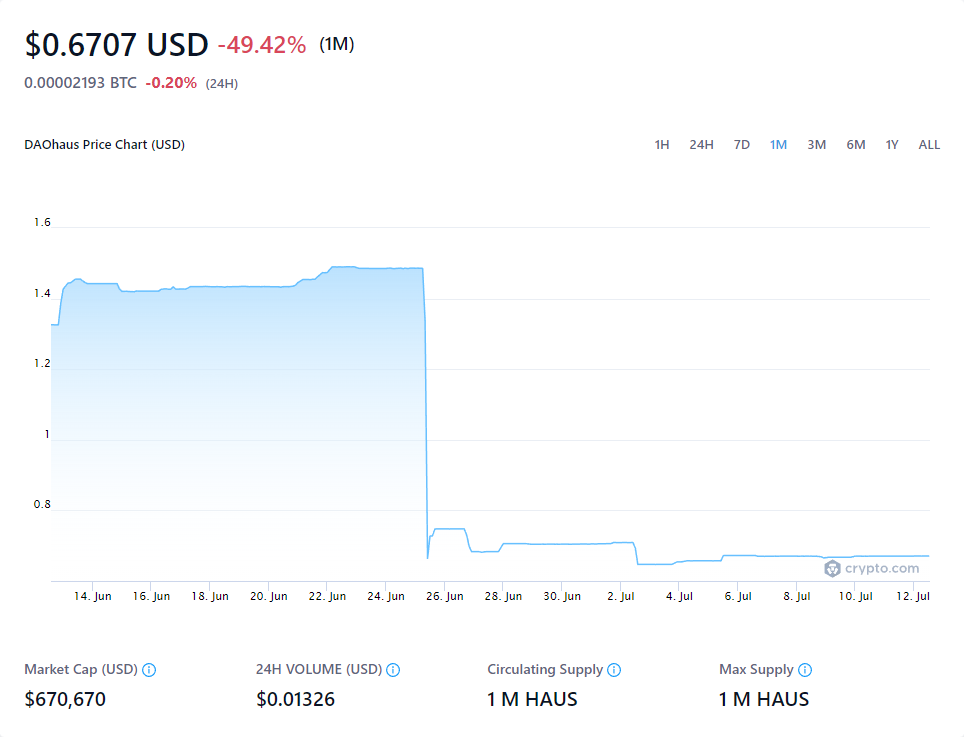 $0.6707 USD -49.42% (1M)
0.00002193 BTC -0.20% (24H)
DAOhaus Price Chart (USD) 1H 24H 7D 1M 3M 6M 1Y ALL
1.6
1.4
1.2
1
0.8
crypto.com
14. Jun 16. Jun 18. Jun 20. Jun 22. Jun 24. Jun 26. Jun 28. Jun 30. Jun 2. Jul 4. Jul 6. Jul 8. Jul 10. Jul 12. Jul
Market Cap (USD) 24H VOLUME (USD) Circulating Supply Max Supply
$670,670 $0.01326 1 M HAUS 1 M HAUS